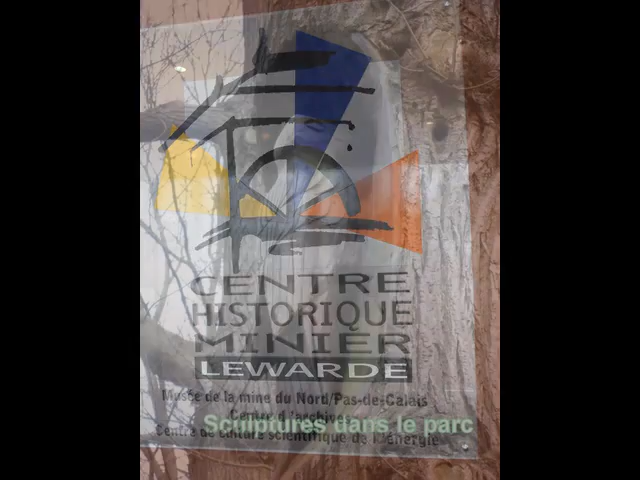 CENTRE
HISTORIQUE
MINIER
LEWARDE
Musée de la mine du Nord/Pas-de-Calais
Centre d'archives
Sculptures dans le parc
Centre de culture scientifique de l'énergie